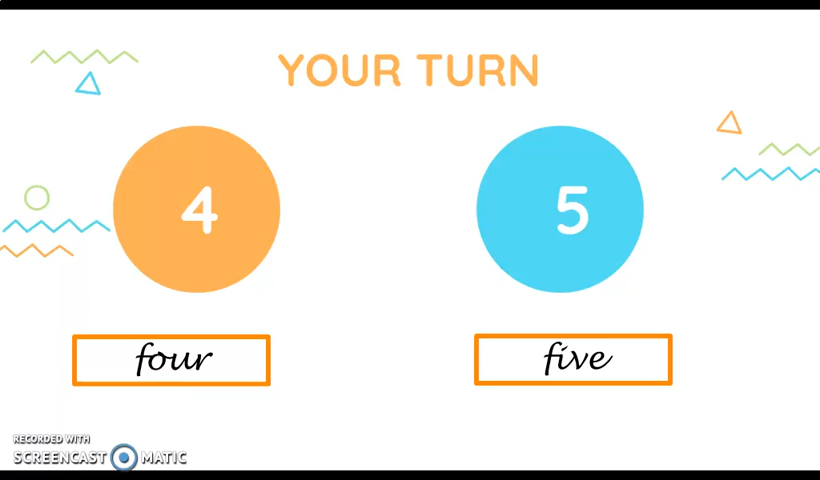 YOUR TURN
4 5
four five
RECORDED WITH
SCREENCAST MATIC